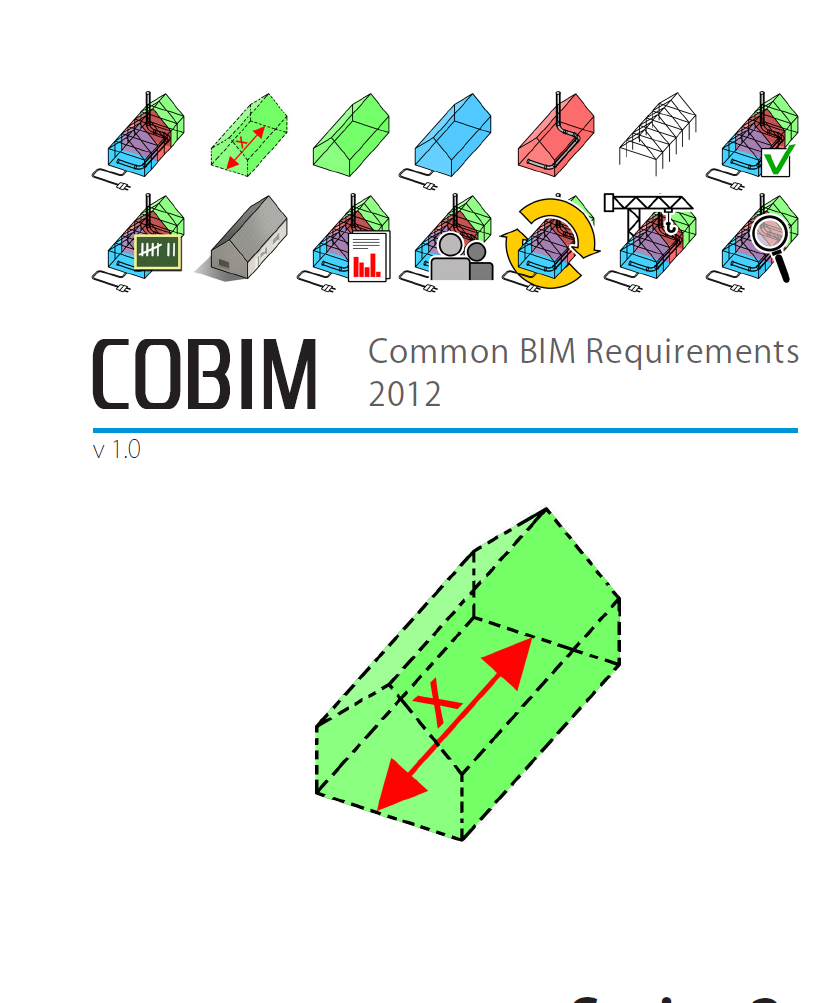 COBIM
Common BIM Requirements
2012
v 1.0
X